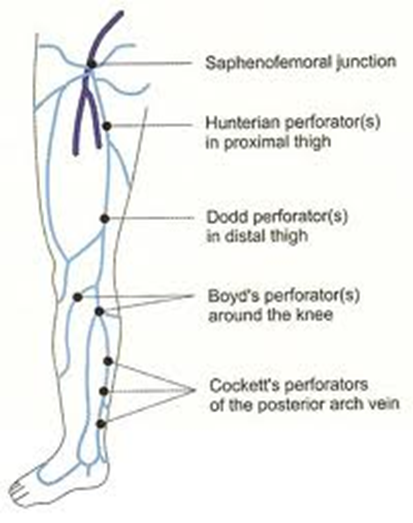 Saphenofemoral junction
Hunterian perforator(s)
in proximal thigh
Dodd perforator(s)
in distal thigh
Boyd's perforator(s)
around the knee
Cockett's perforators
of the posterior arch vein